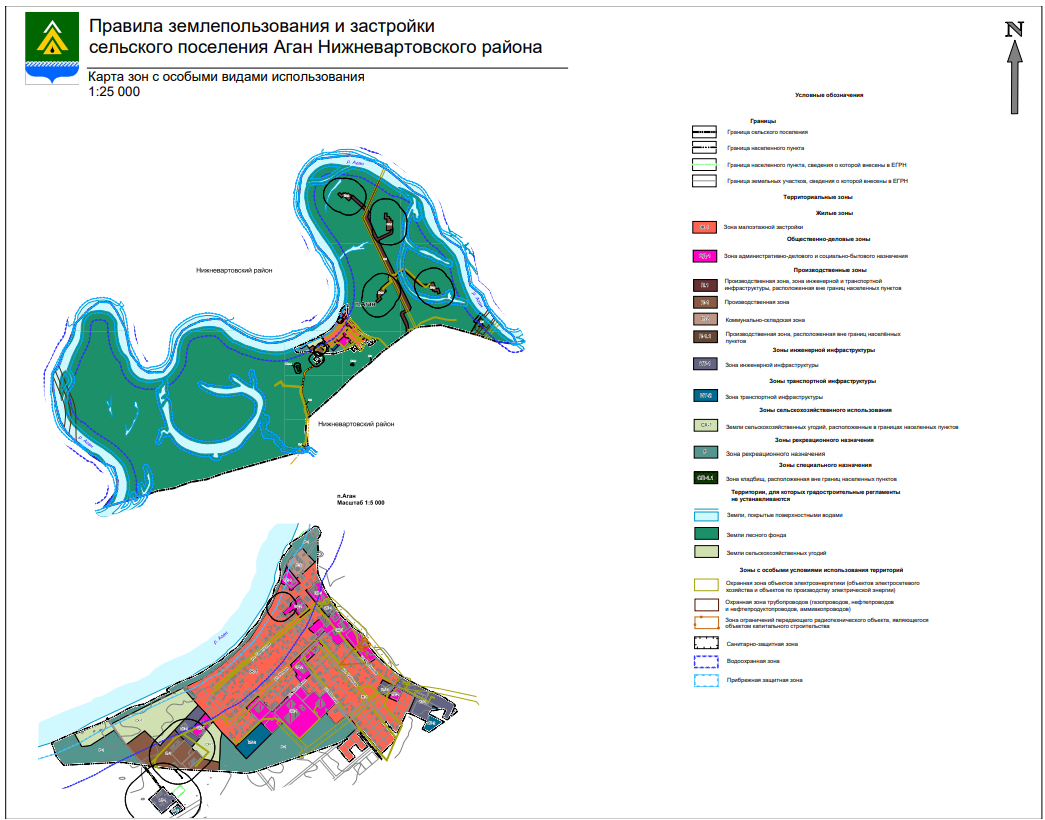 Правила землепользования и застройки
сельского поселения Аган Нижневартовского района
Карта зон с особыми видами использования
1:25 000
N
Условные обозначения
Границы
Граница сельского поселения
Граница населенного пункта
Граница населенного пункта, сведения о которой внесены в ЕГРН
Граница земельных участков, сведения о которой внесены в ЕГРН
Территориальные зоны
Жилые зоны
Зона малоэтажной застройки
Общественно-деловые зоны
Зона административно-делового и социально-бытового назначения
Производственные зоны
Производственная зона, зона инженерной и транспортной
инфраструктуры, расположенная вне границ населенных пунктов
Производственная зона
Коммунально-складская зона
Производственная зона, расположенная вне границ населённых
пунктов
Зоны инженерной инфраструктуры
Зона инженерной инфраструктуры
Зоны транспортной инфраструктуры
Зона транспортной инфраструктуры
Зоны сельскохозяйственного использования
Земли сельскохозяйственных угодий, расположенные в границах населенных пунктов
Зоны рекреационного назначения
Зона рекреационного назначения
Зоны специального назначения
Зона кладбищ, расположенная вне границ населенных пунктов
Территории, для которых градостроительные регламенты
не устанавливаются
Земли, покрытые поверхностными водами
Земли лесного фонда
Земли сельскохозяйственных угодий
Зоны с особыми условиями использования территорий
Охранная зона объектов электроэнергетики (объектов электросетевого
хозяйства и объектов по производству электрической энергии)
Охранная зона трубопроводов (газопроводов, нефтепроводов
и нефтепродуктопроводов, аммиакопроводов)
Зона ограничений передающего радиотехнического объекта, являющегося
объектом капитального строительства
Санитарно-защитная зона
Водоохранная зона
Прибрежная защитная зона
р. Аган
Нижневартовский район
п.Аган
р. Аган
Нижневартовский район
р. Аган
п.Аган
Масштаб 1:5 000
р. Аган